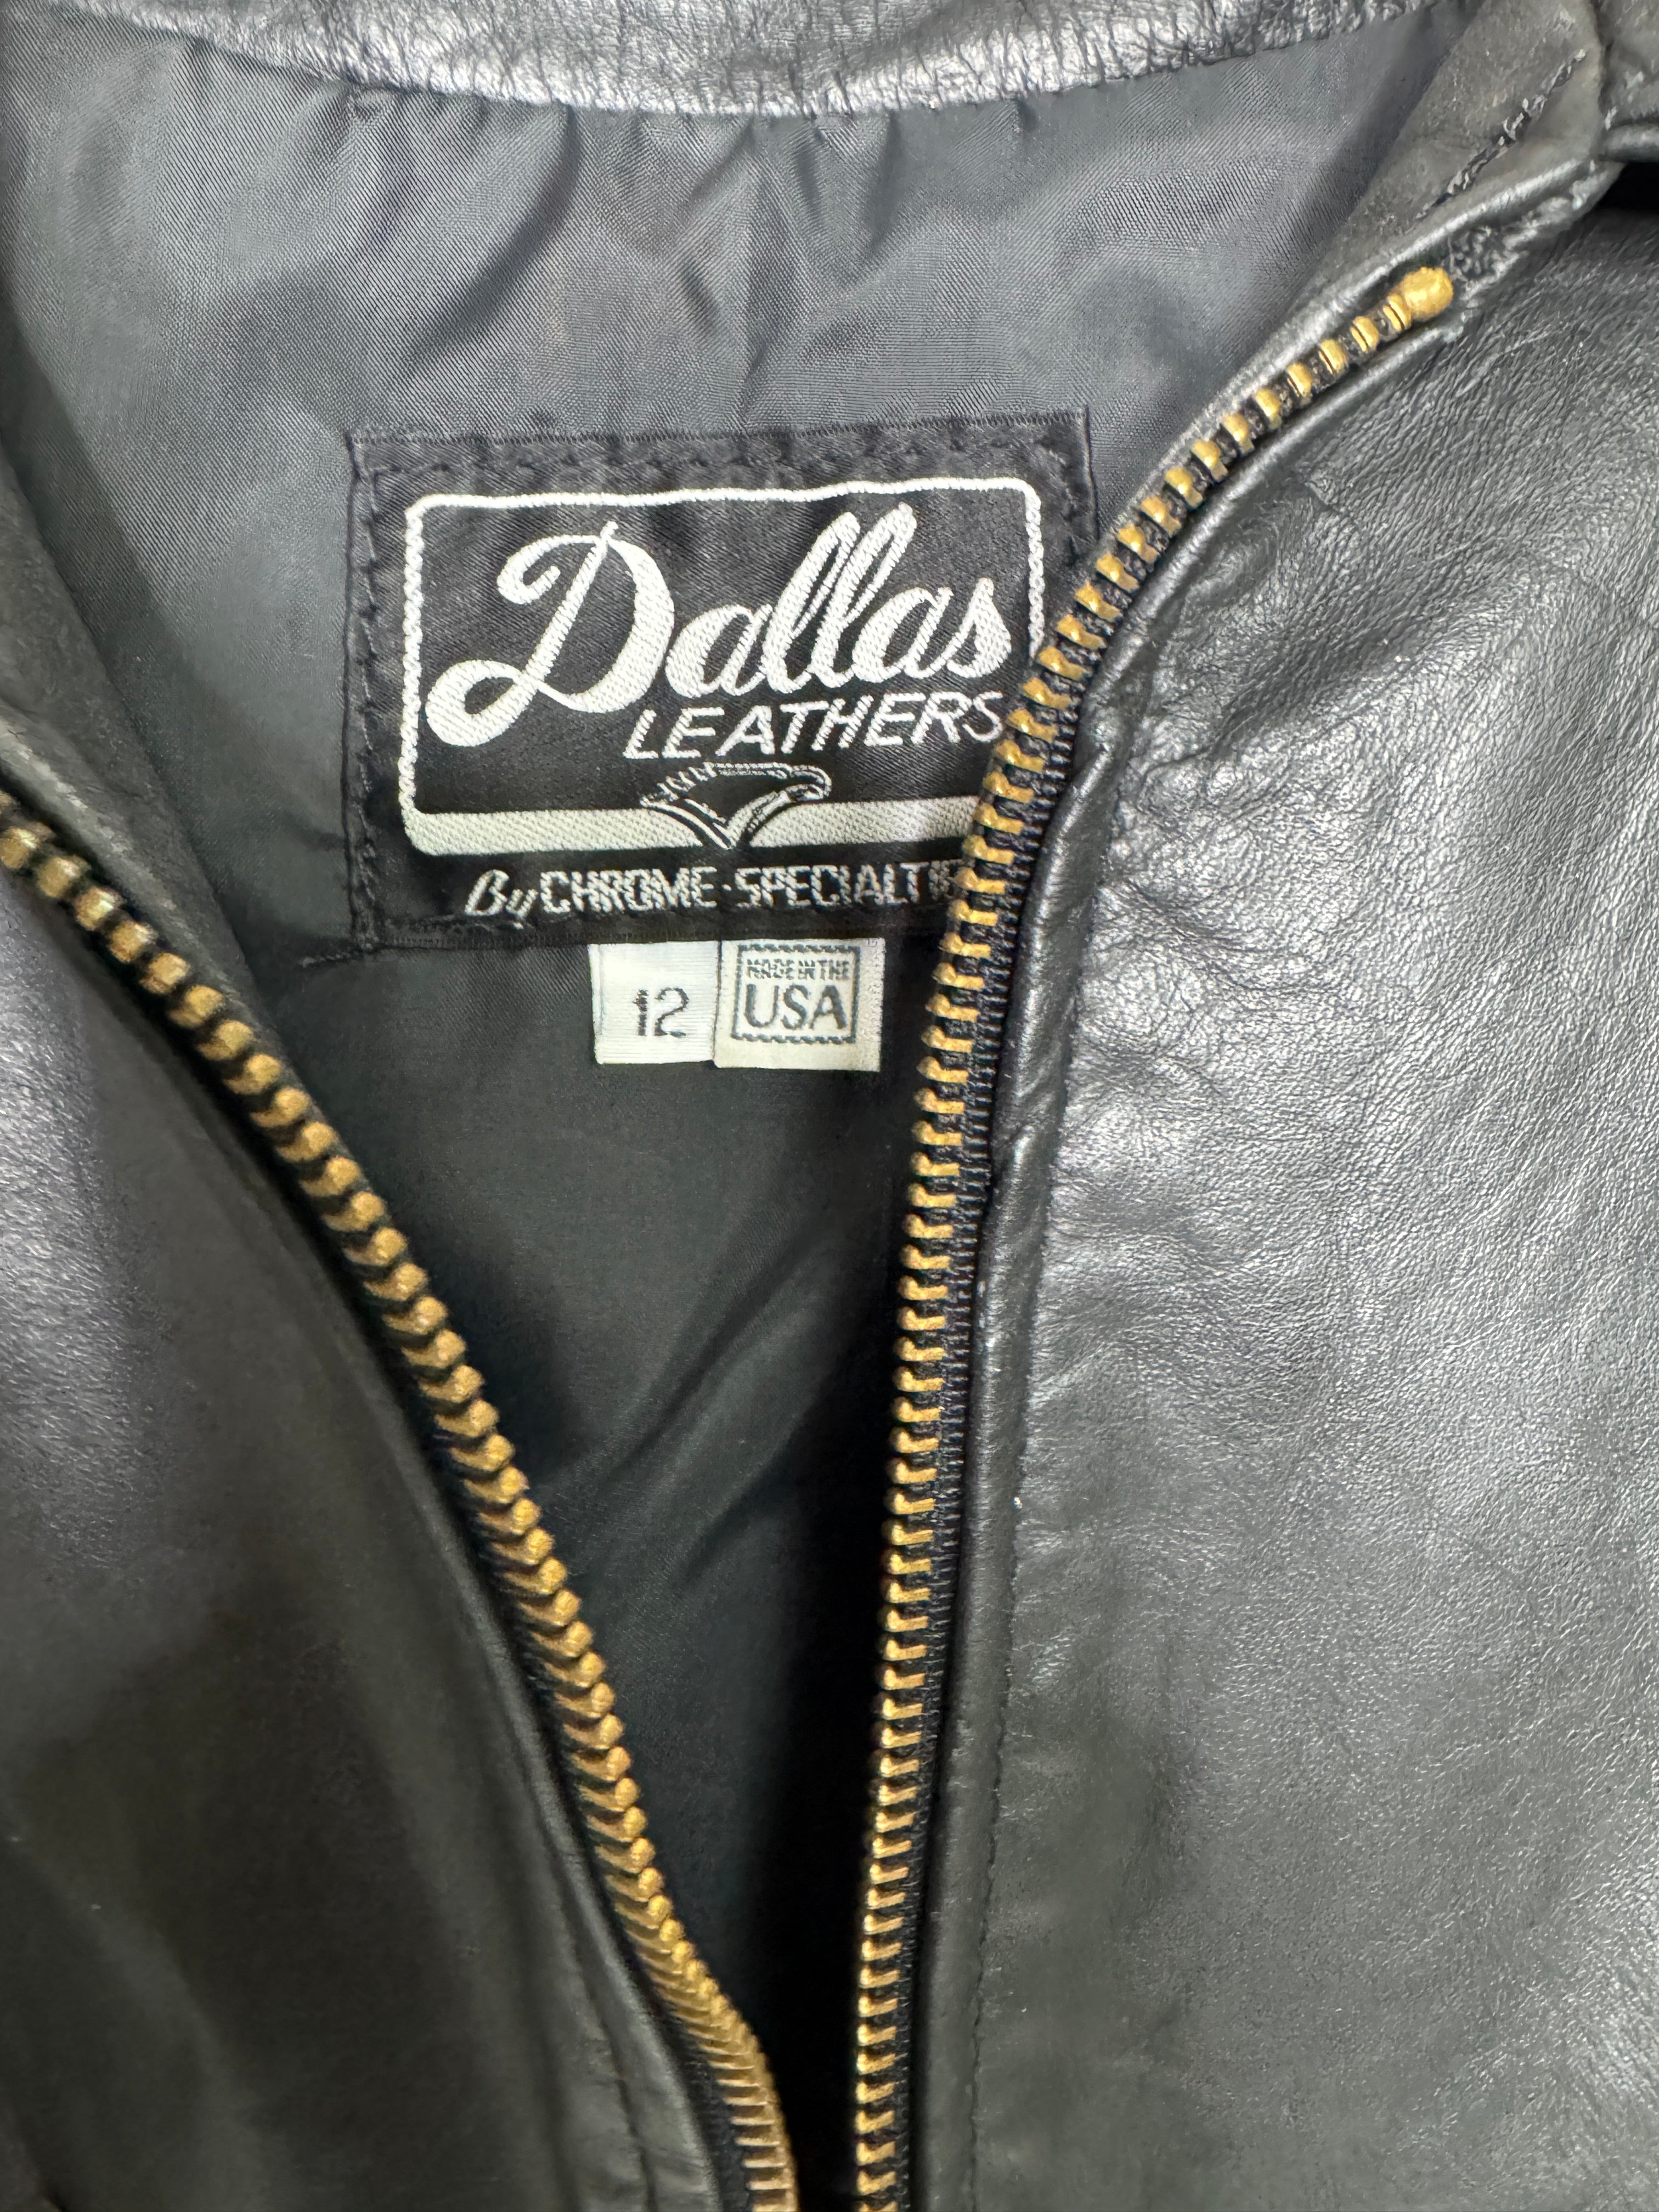 Dallas
LEATHERS
By CHROME·SPECIALTIE
12
MADE IN THE
USA